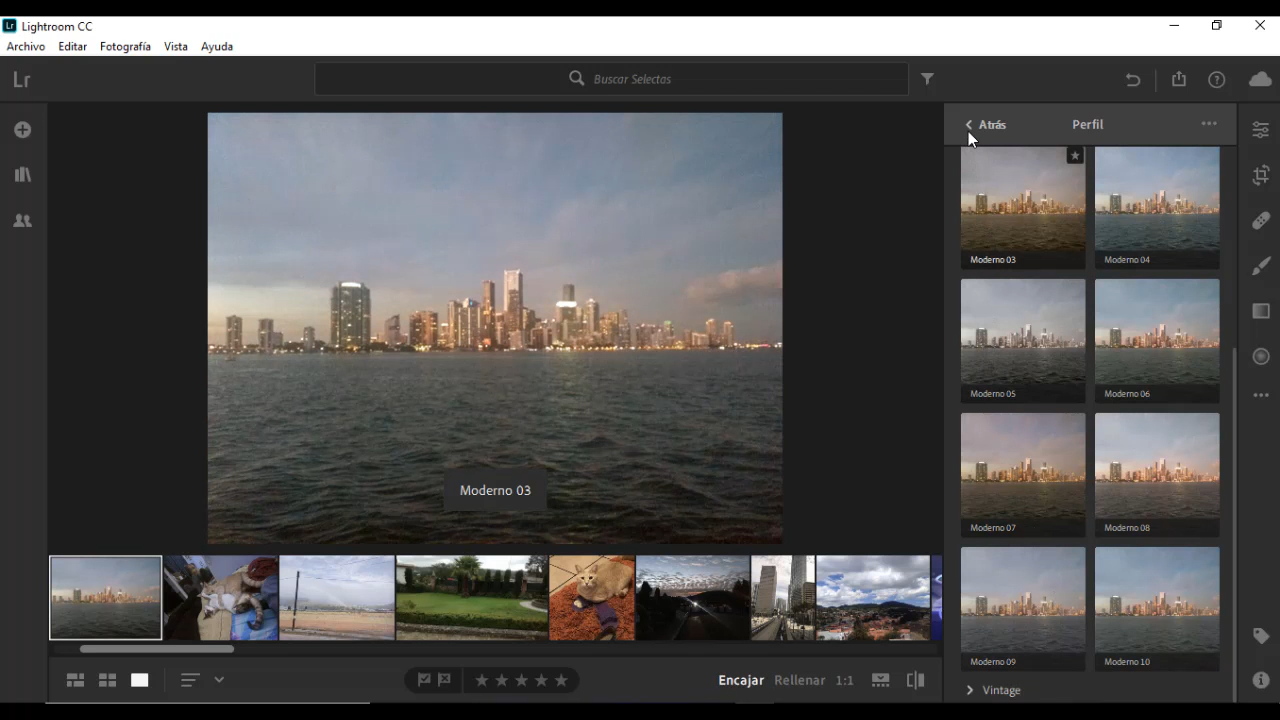 Lr Lightroom CC
Archivo Editar Fotografía Vista Ayuda
Lr Buscar Selectas
Atrás Perfil
Moderno 03 Moderno 04
Moderno 05 Moderno 06
Moderno 03
Moderno 07 Moderno 08
Moderno 09 Moderno 10
Encajar Rellenar 1:1
Vintage